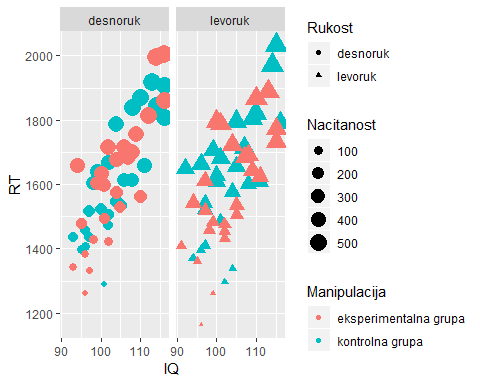 desnoruk levoruk
2000
1800
1600
1400
1200
RT
90 100 110 90 100 110
IQ
Rukost
desnoruk
levoruk
Nacitanost
100
200
300
400
500
Manipulacija
eksperimentalna grupa
kontrolna grupa